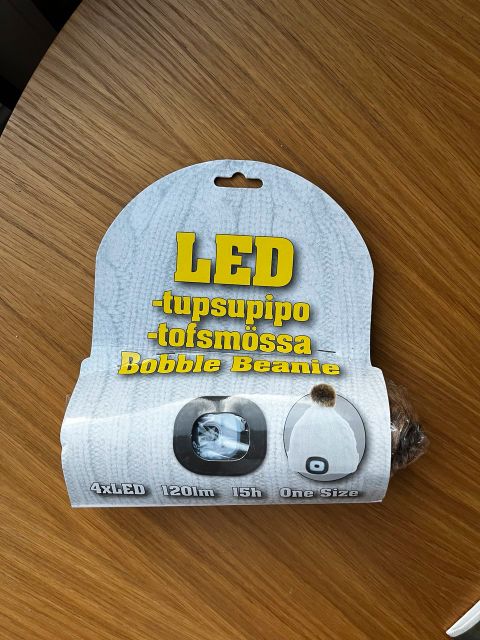 LED
-tupsupipo
-tofsmössa
Bobble Beanie
4xLED 120lm 15h One Size